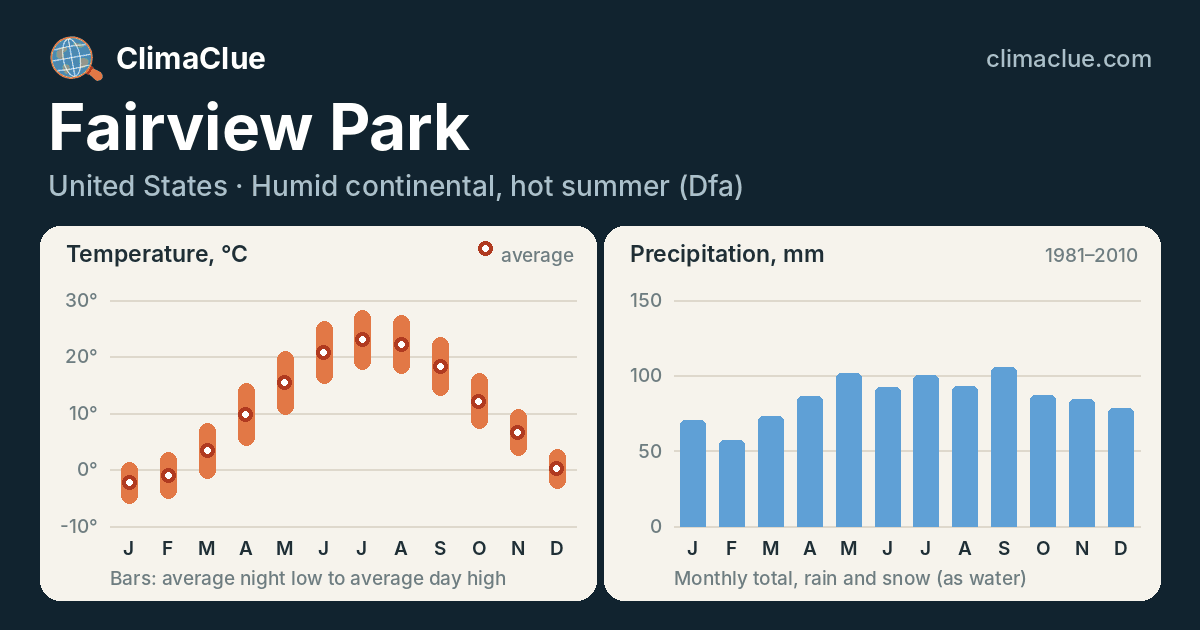 ClimaClue
climaclue.com
Fairview Park
United States · Humid continental, hot summer (Dfa)
Temperature, °C
average
30°
20°
10°
0°
-10°
J F M A M J J A S O N D
Bars: average night low to average day high
Precipitation, mm
1981–2010
150
100
50
0
J F M A M J J A S O N D
Monthly total, rain and snow (as water)